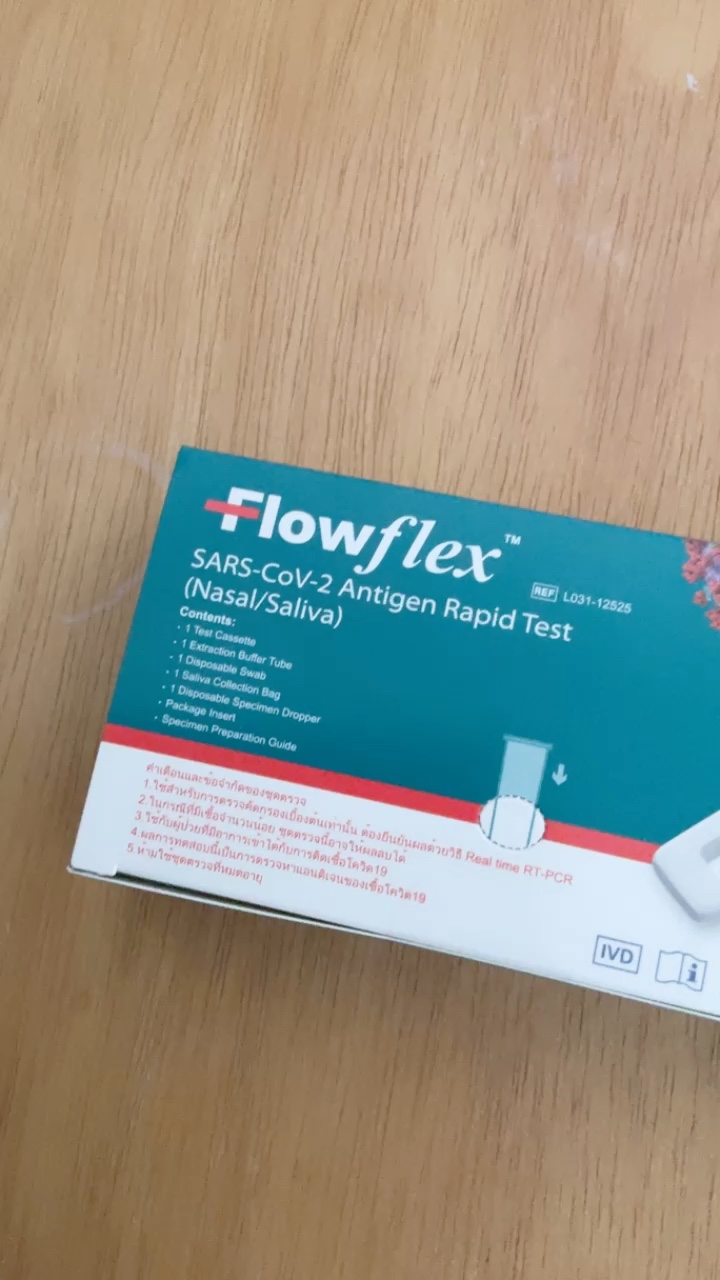 Flowflex™
SARS-CoV-2 Antigen Rapid Test
(Nasal/Saliva)
REF L031-12525
Contents:
· 1 Test Cassette
· 1 Extraction Buffer Tube
· 1 Disposable Swab
· 1 Saliva Collection Bag
· 1 Disposable Specimen Dropper
· Package Insert
· Specimen Preparation Guide
คำเตือนและข้อจำกัดของชุดตรวจ
1.ใช้สำหรับการตรวจคัดกรองเบื้องต้นเท่านั้น ต้องยืนยันผลด้วยวิธี Real time RT-PCR
2.ในกรณีที่มีเชื้อจำนวนน้อย ชุดตรวจนี้อาจให้ผลลบได้
3.ใช้กับผู้ป่วยที่มีอาการเข้าได้กับการติดเชื้อโควิด19
4.ผลการทดสอบนี้เป็นการตรวจหาแอนติเจนของเชื้อโควิด19
5.ห้ามใช้ชุดตรวจที่หมดอายุ
IVD
i